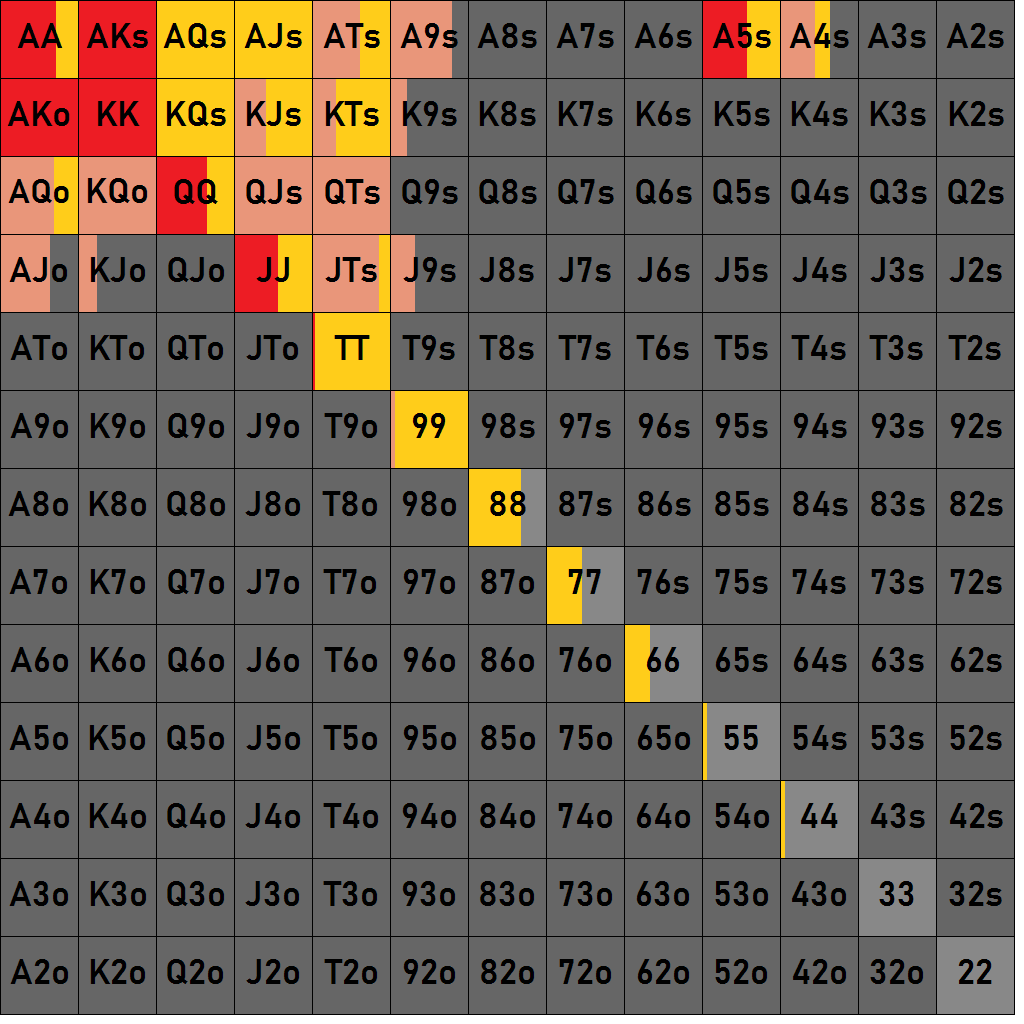 AA AKs AQs AJs ATs A9s A8s A7s A6s A5s A4s A3s A2s
AKo KK KQs KJs KTs K9s K8s K7s K6s K5s K4s K3s K2s
AQo KQo QQ QJs QTs Q9s Q8s Q7s Q6s Q5s Q4s Q3s Q2s
AJo KJo QJo JJ JTs J9s J8s J7s J6s J5s J4s J3s J2s
ATo KTo QTo JTo TT T9s T8s T7s T6s T5s T4s T3s T2s
A9o K9o Q9o J9o T9o 99 98s 97s 96s 95s 94s 93s 92s
A8o K8o Q8o J8o T8o 98o 88 87s 86s 85s 84s 83s 82s
A7o K7o Q7o J7o T7o 97o 87o 77 76s 75s 74s 73s 72s
A6o K6o Q6o J6o T6o 96o 86o 76o 66 65s 64s 63s 62s
A5o K5o Q5o J5o T5o 95o 85o 75o 65o 55 54s 53s 52s
A4o K4o Q4o J4o T4o 94o 84o 74o 64o 54o 44 43s 42s
A3o K3o Q3o J3o T3o 93o 83o 73o 63o 53o 43o 33 32s
A2o K2o Q2o J2o T2o 92o 82o 72o 62o 52o 42o 32o 22